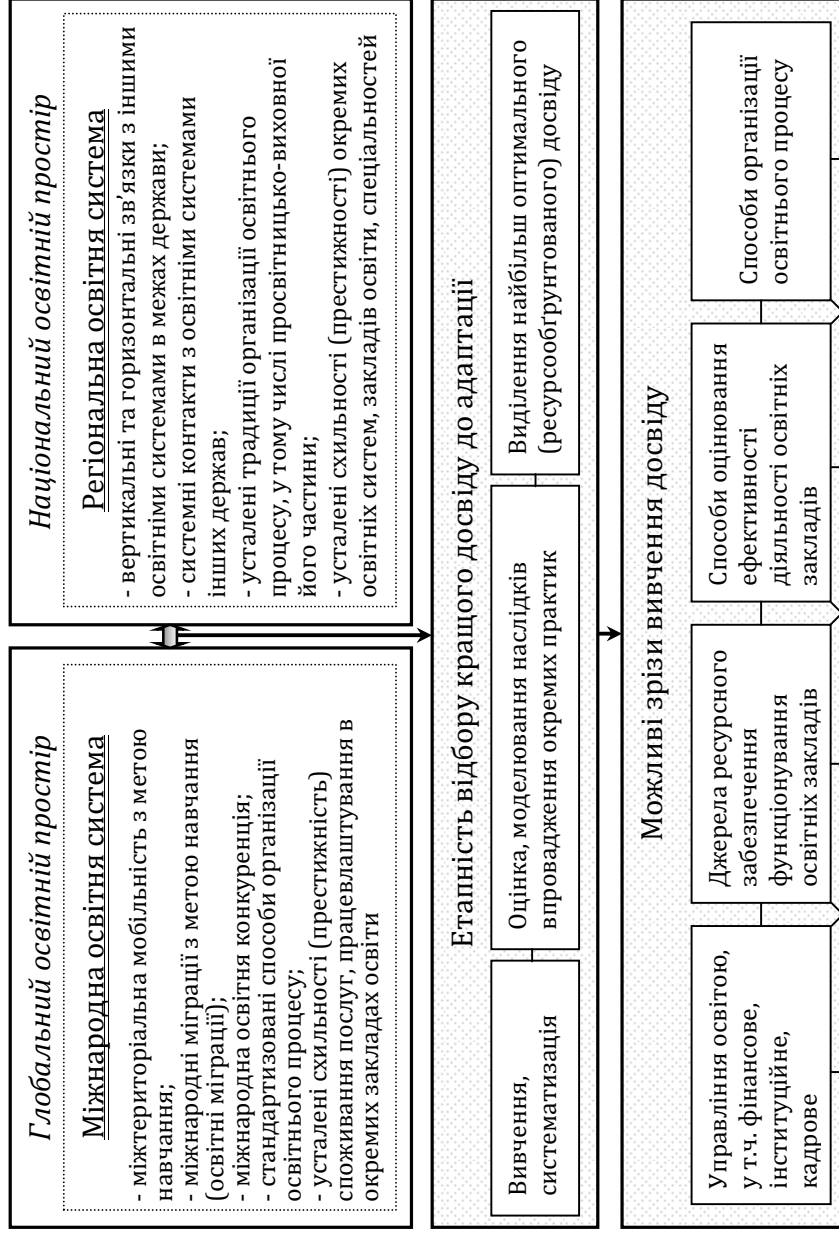 Глобальний освітній простір
Міжнародна освітня система
- міжтериторіальна мобільність з метою
навчання;
- міжнародні міграції з метою навчання
(освітні міграції);
- міжнародна освітня конкуренція;
- стандартизовані способи організації
освітнього процесу;
- усталені схильності (престижність)
споживання послуг, працевлаштування в
окремих закладах освіти
Національний освітній простір
Регіональна освітня система
- вертикальні та горизонтальні зв'язки з іншими
освітніми системами в межах держави;
- системні контакти з освітніми системами
інших держав;
- усталені традиції організації освітнього
процесу, у тому числі просвітницько-виховної
його частини;
- усталені схильності (престижності) окремих
освітніх систем, закладів освіти, спеціальностей
Етапність відбору кращого досвіду до адаптації
Вивчення,
систематизація
Оцінка, моделювання наслідків
впровадження окремих практик
Виділення найбільш оптимального
(ресурсообґрунтованого) досвіду
Можливі зрізи вивчення досвіду
Управління освітою,
у т.ч. фінансове,
інституційне,
кадрове
Джерела ресурсного
забезпечення
функціонування
освітніх закладів
Способи оцінювання
ефективності
діяльності освітніх
закладів
Способи організації
освітнього процесу